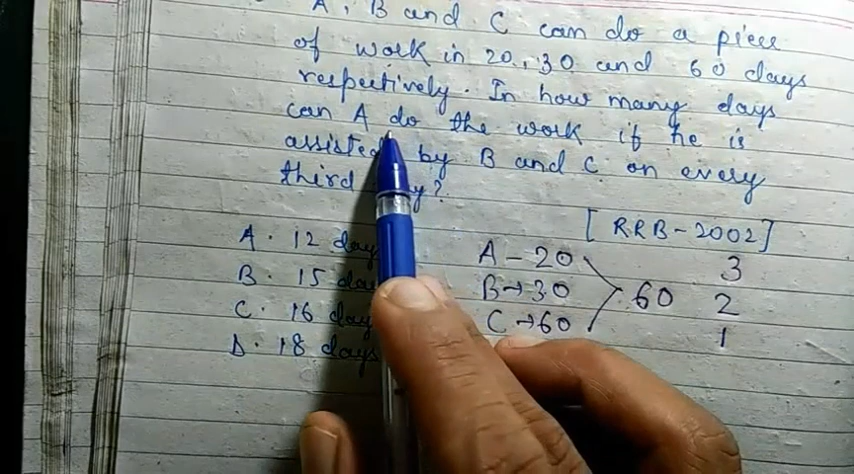 A, B and C can do a piece
of work in 20, 30 and 60 days
respectively. In how many days
can A do the work if he is
assisted by B and C on every
third
[RRB-2002]
A. 12
B. 15
C. 16
D. 18 days
A - 20 3
B → 30 60 2
C → 60 1